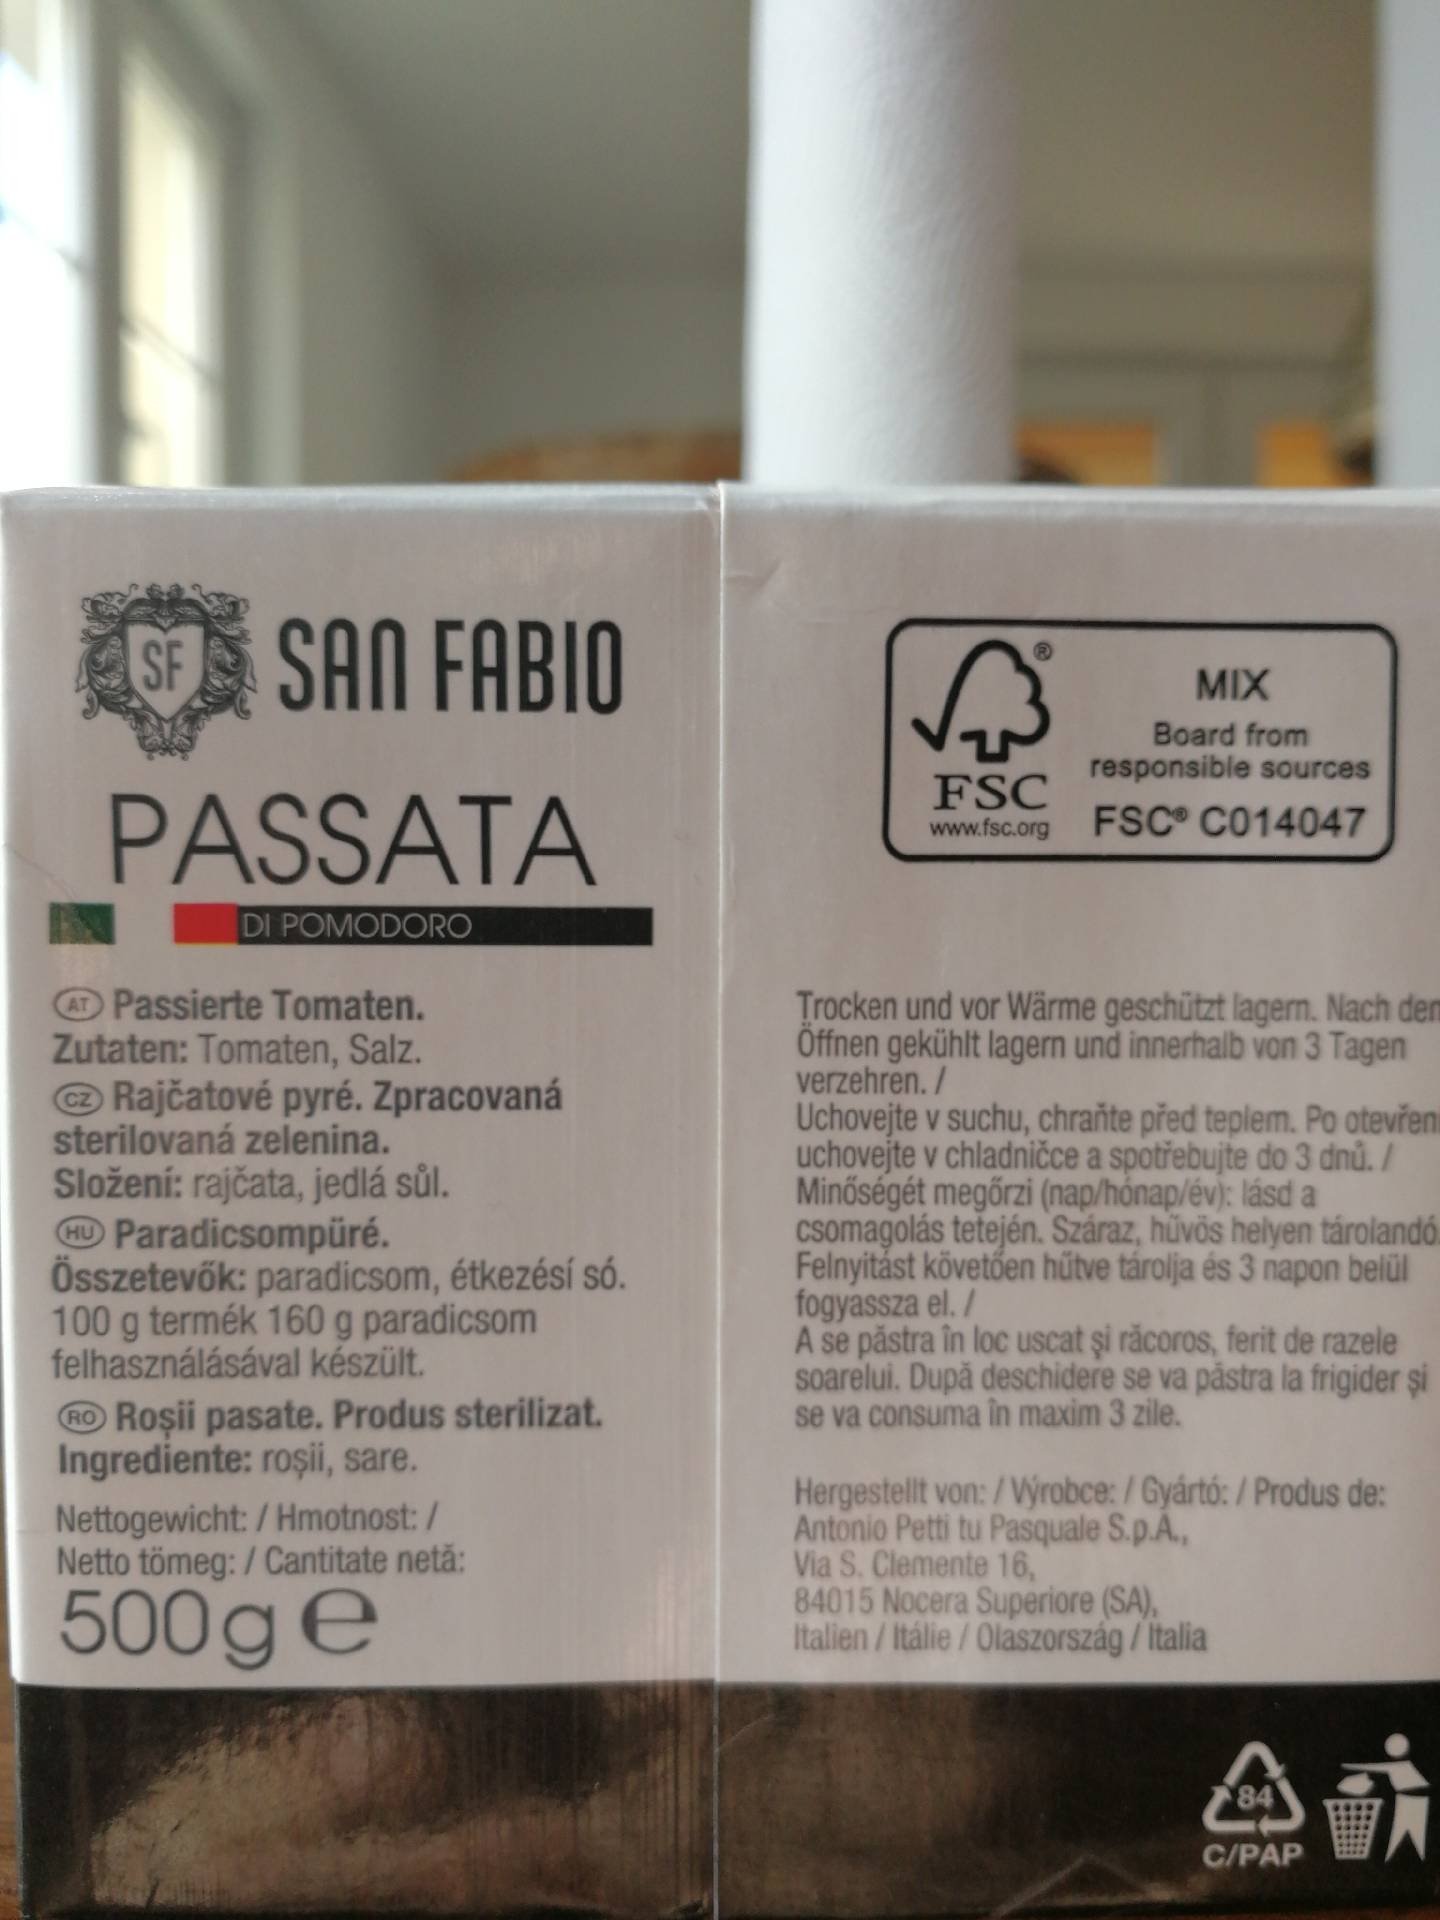 SF
SAN FABIO
PASSATA
DI POMODORO
AT Passierte Tomaten.
Zutaten: Tomaten, Salz.
CZ Rajčatové pyré. Zpracovaná
sterilovaná zelenina.
Složení: rajčata, jedlá sůl.
HU Paradicsompüré.
Összetevők: paradicsom, étkezésí só.
100 g termék 160 g paradicsom
felhasználásával készült.
RO Roșii pasate. Produs sterilizat.
Ingrediente: roșii, sare.
Nettogewicht: / Hmotnost: /
Netto tömeg: / Cantitate netă:
500 g e
®
FSC
www.fsc.org
MIX
Board from
responsible sources
FSC® C014047
Trocken und vor Wärme geschützt lagern. Nach dem
Öffnen gekühlt lagern und innerhalb von 3 Tagen
verzehren. /
Uchovejte v suchu, chraňte před teplem. Po otevření
uchovejte v chladničce a spotřebujte do 3 dnů. /
Minőségét megőrzi (nap/hónap/év): lásd a
csomagolás tetején. Száraz, hűvös helyen tárolandó.
Felnyitást követően hűtve tárolja és 3 napon belül
fogyassza el. /
A se păstra în loc uscat și răcoros, ferit de razele
soarelui. După deschidere se va păstra la frigider și
se va consuma în maxim 3 zile.
Hergestellt von: / Výrobce: / Gyártó: / Produs de:
Antonio Petti tu Pasquale S.p.A.,
Via S. Clemente 16,
84015 Nocera Superiore (SA),
Italien / Itálie / Olaszország / Italia
84
C/PAP